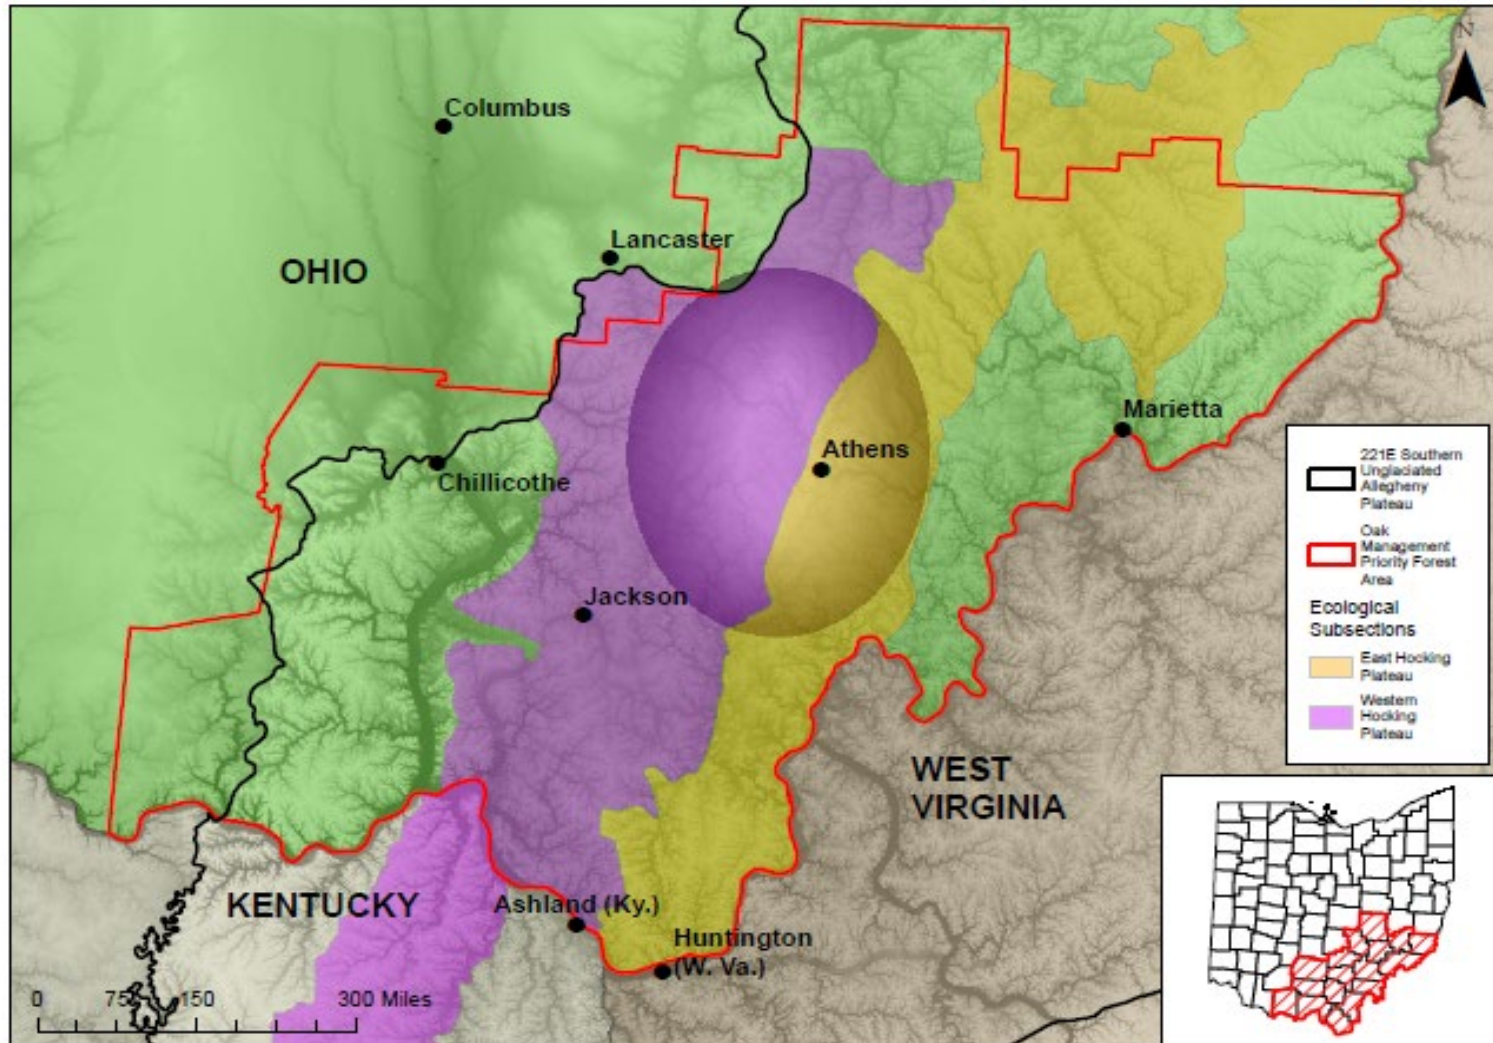 N
Columbus
Lancaster
OHIO
Marietta
Athens
Chillicothe
Jackson
WEST
VIRGINIA
KENTUCKY
Ashland (Ky.)
Huntington
(W. Va.)
0 75 150 300 Miles
221E Southern
Unglaciated
Allegheny
Plateau
Oak
Management
Priority Forest
Area
Ecological
Subsections
East Hocking
Plateau
Western
Hocking
Plateau